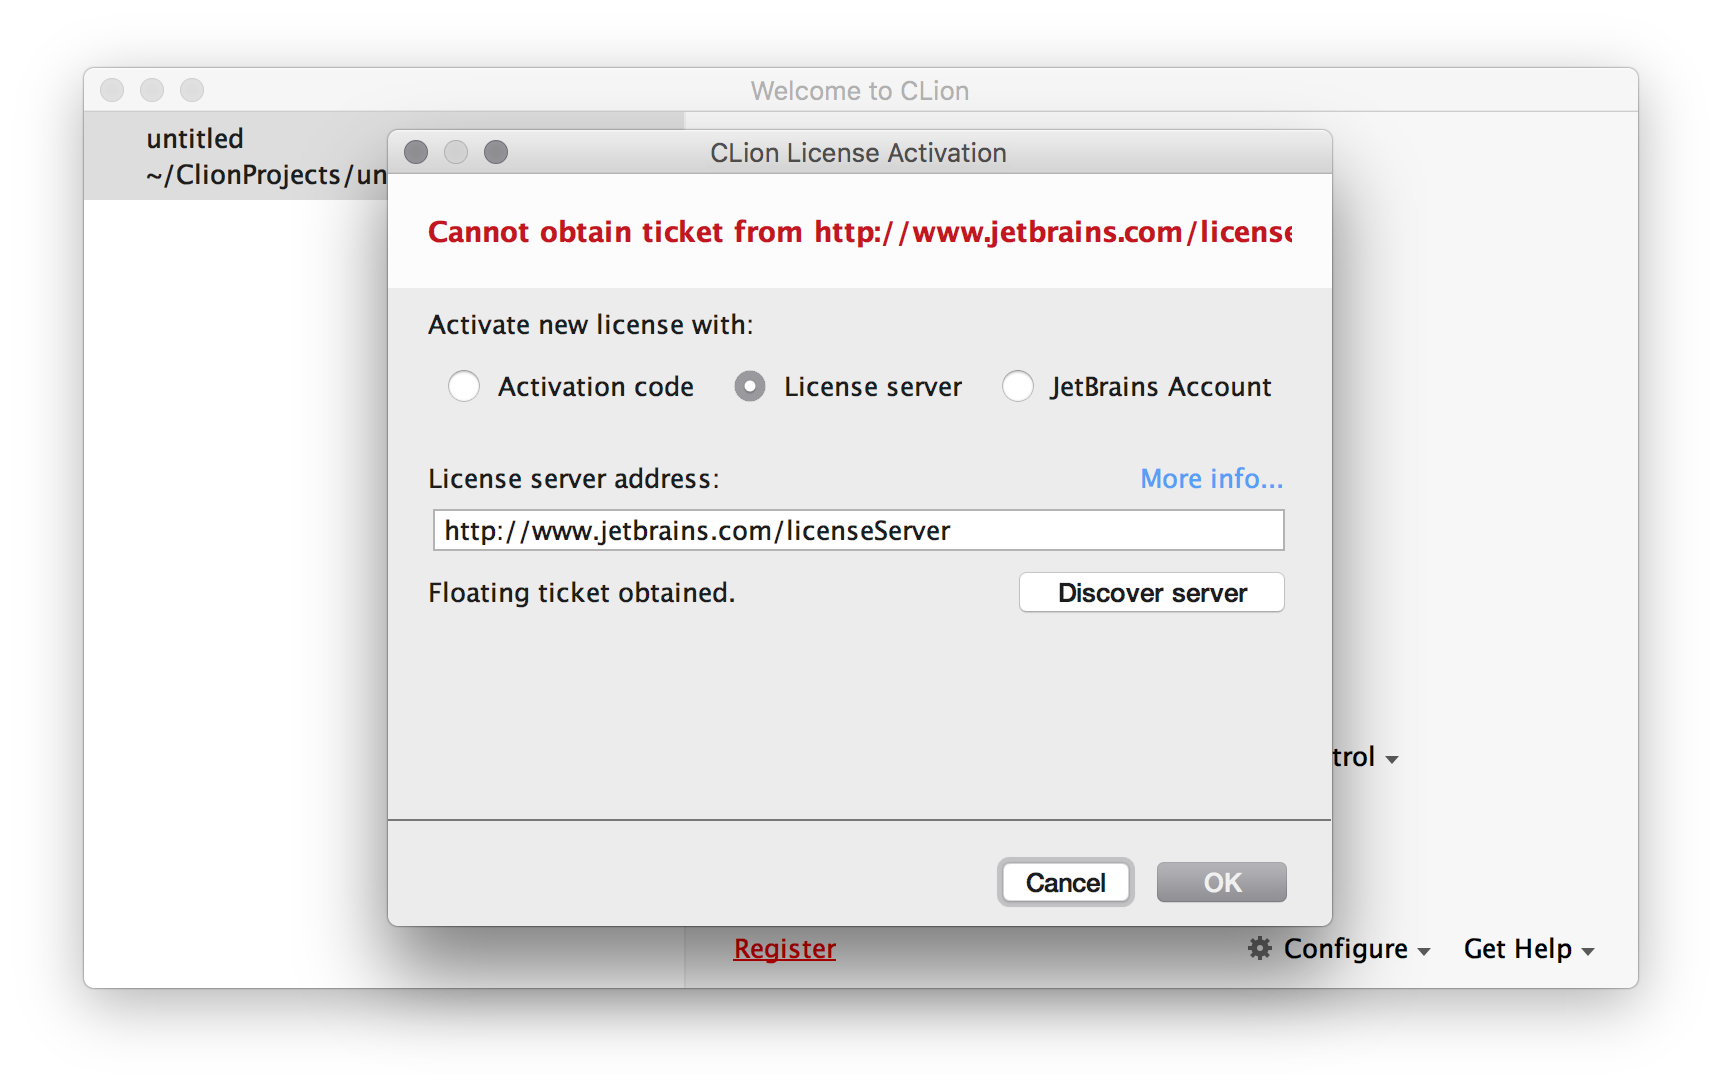 Welcome to CLion
untitled
~/ClionProjects/un
CLion License Activation
Cannot obtain ticket from http://www.jetbrains.com/license
Activate new license with:
Activation code License server JetBrains Account
License server address: More info...
http://www.jetbrains.com/licenseServer
Floating ticket obtained. Discover server
trol
Cancel OK
Register Configure Get Help